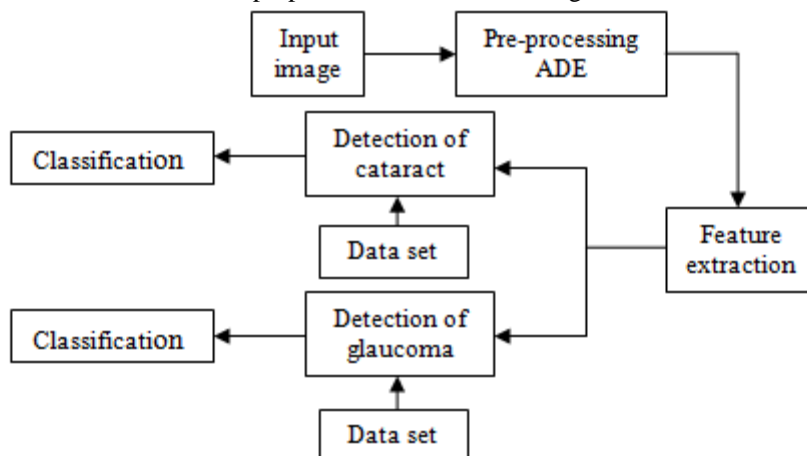 Input
image
Pre-processing
ADE
Detection of
cataract
Classification
Data set
Feature
extraction
Detection of
glaucoma
Classification
Data set